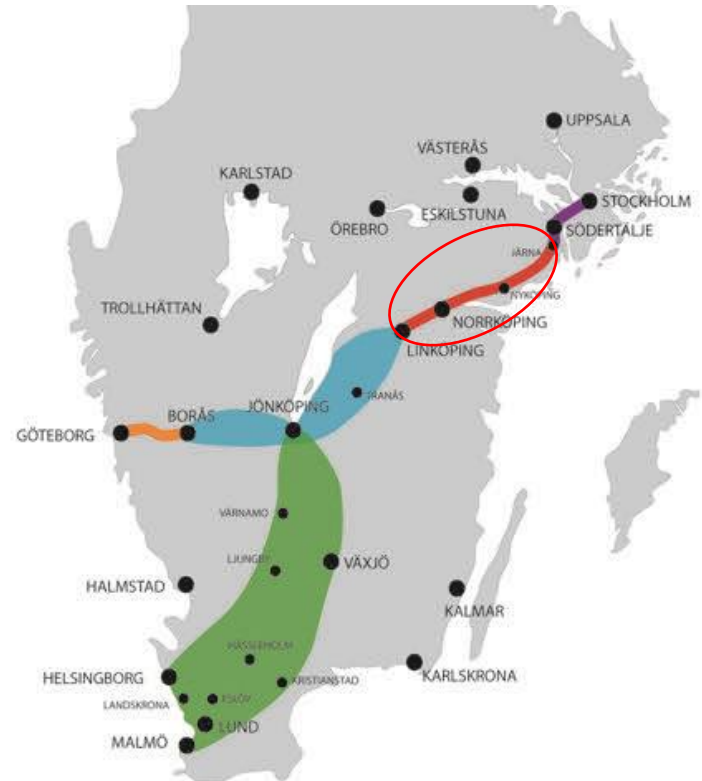 UPPSALA
VÄSTERÅS
KARLSTAD
STOCKHOLM
ESKILSTUNA
ÖREBRO
SÖDERTÄLJE
JÄRNA
NYKÖPING
TROLLHÄTTAN
NORRKÖPING
LINKÖPING
TRANÅS
JÖNKÖPING
BORÅS
GÖTEBORG
VÄRNAMO
LJUNGBY
VÄXJÖ
HALMSTAD
KALMAR
HÄSSLEHOLM
HELSINGBORG
KARLSKRONA
KRISTIANSTAD
LANDSKRONA
ESLÖV
LUND
MALMÖ